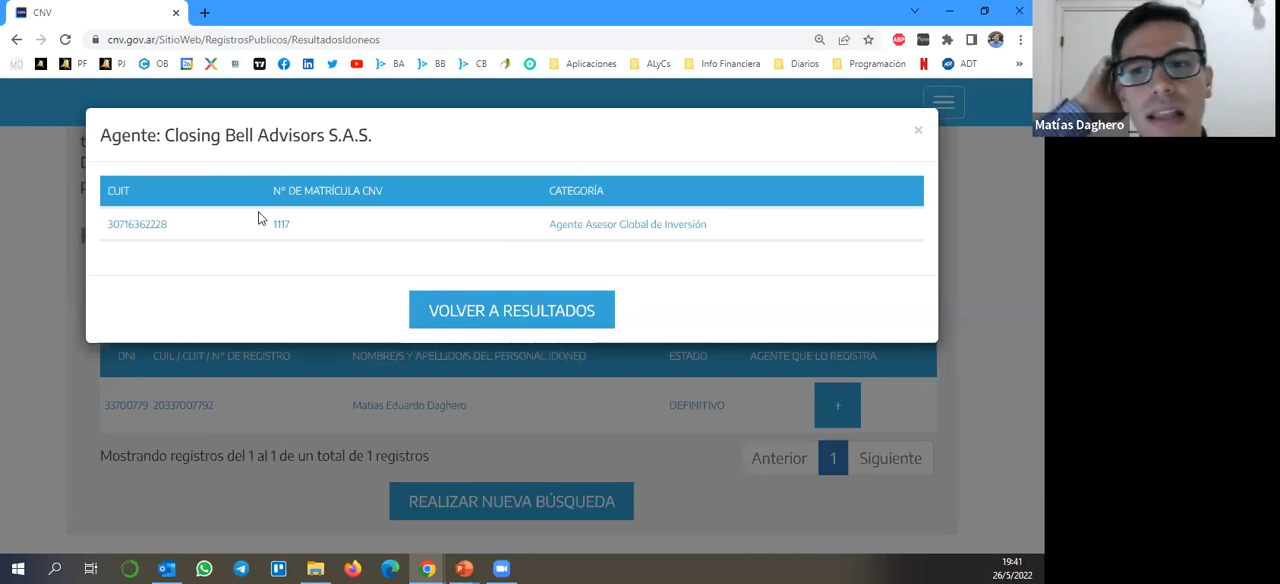 CNV
cnv.gov.ar/SitioWeb/RegistrosPublicos/ResultadosIdoneos
PF PJ OB BA BB CB Aplicaciones ALyCs Info Financiera Diarios Programación ADT »
Agente: Closing Bell Advisors S.A.S.
×
CUIT N° DE MATRÍCULA CNV CATEGORÍA
30716362228 1117 Agente Asesor Global de Inversión
VOLVER A RESULTADOS
DNI CUIL / CUIT / N° DE REGISTRO NOMBRE/S Y APELLIDO/S DEL PERSONAL IDÓNEO ESTADO AGENTE QUE LO REGISTRA
33700779 20337007792 Matias Eduardo Daghero DEFINITIVO +
Mostrando registros del 1 al 1 de un total de 1 registros
Anterior 1 Siguiente
REALIZAR NUEVA BÚSQUEDA
19:41
26/5/2022
Matías Daghero